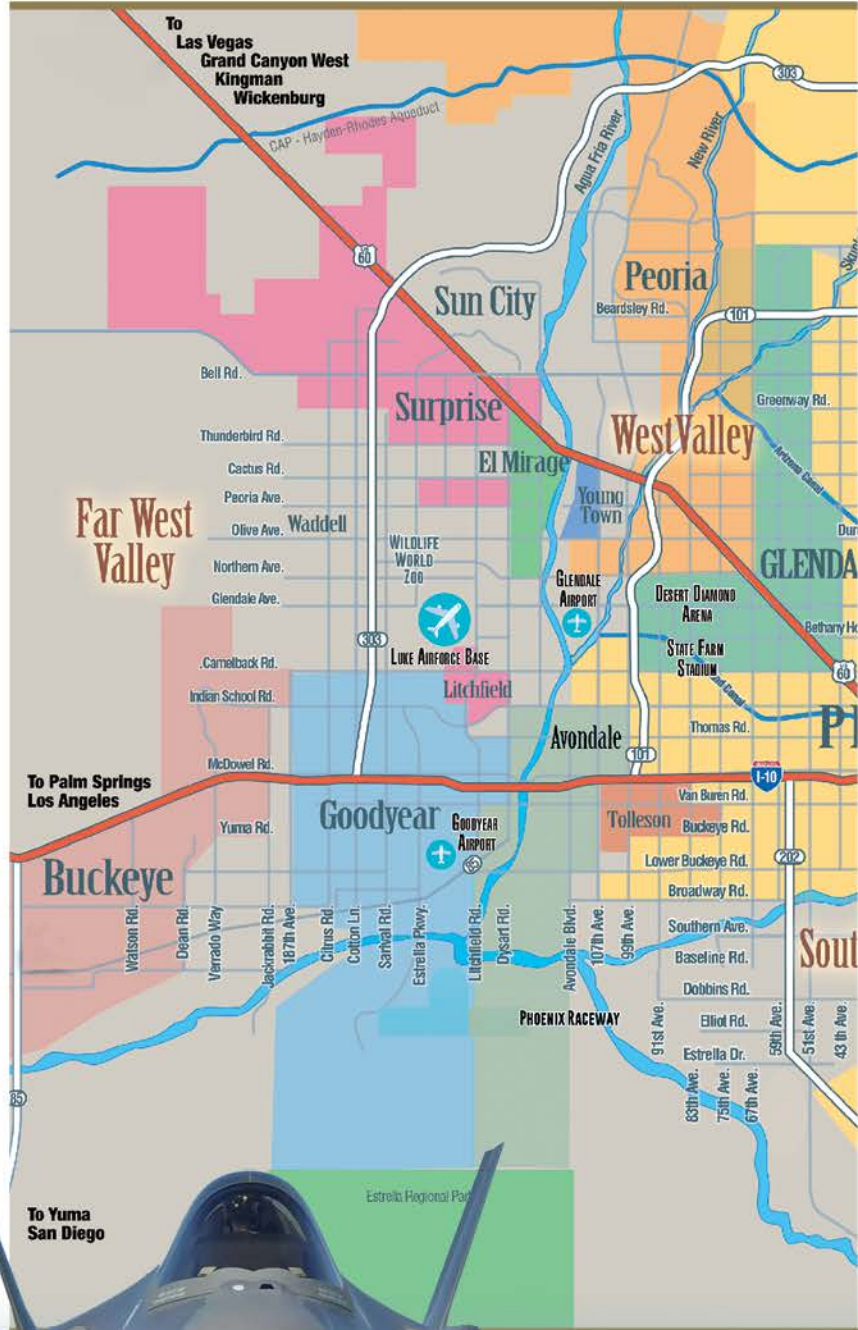 To
Las Vegas
Grand Canyon West
Kingman
Wickenburg
CAP - Hayden-Rhodes Aqueduct
303
Agua Fria River
New River
US
60
Sun City
Peoria
Beardsley Rd.
101
Bell Rd.
Surprise
Greenway Rd.
Thunderbird Rd.
West Valley
El Mirage
Cactus Rd.
Arizona Canal
Peoria Ave.
Young
Town
Far West
Valley
Olive Ave.
Waddell
WILDLIFE
WORLD
ZOO
Northern Ave.
GLENDA
Glendale Ave.
GLENDALE
AIRPORT
DESERT DIAMOND
ARENA
303
LUKE AIRFORCE BASE
STATE FARM
STADIUM
Bethany Ho
.Camelback Rd.
US
60
Litchfield
Indian School Rd.
Avondale
Thomas Rd.
101
McDowel Rd.
To Palm Springs
Los Angeles
I-10
Van Buren Rd.
Yuma Rd.
Goodyear
GOODYEAR
AIRPORT
85
Tolleson
Buckeye Rd.
Buckeye
Lower Buckeye Rd.
202
Broadway Rd.
Watson Rd.
Dean Rd.
Verrado Way
Jackrabbit Rd.
187th Ave.
Citrus Rd.
Cotton Ln.
Sarival Rd.
Estrella Pkwy.
Litchfield Rd.
Dysart Rd.
Avondale Blvd.
107th Ave.
99th Ave.
Southern Ave.
Baseline Rd.
Sout
Dobbins Rd.
PHOENIX RACEWAY
91st Ave.
Elliot Rd.
59th Ave.
51st Ave.
43 th Ave.
Estrella Dr.
83th Ave.
75th Ave.
67th Ave.
85
Estrella Regional Par
To Yuma
San Diego